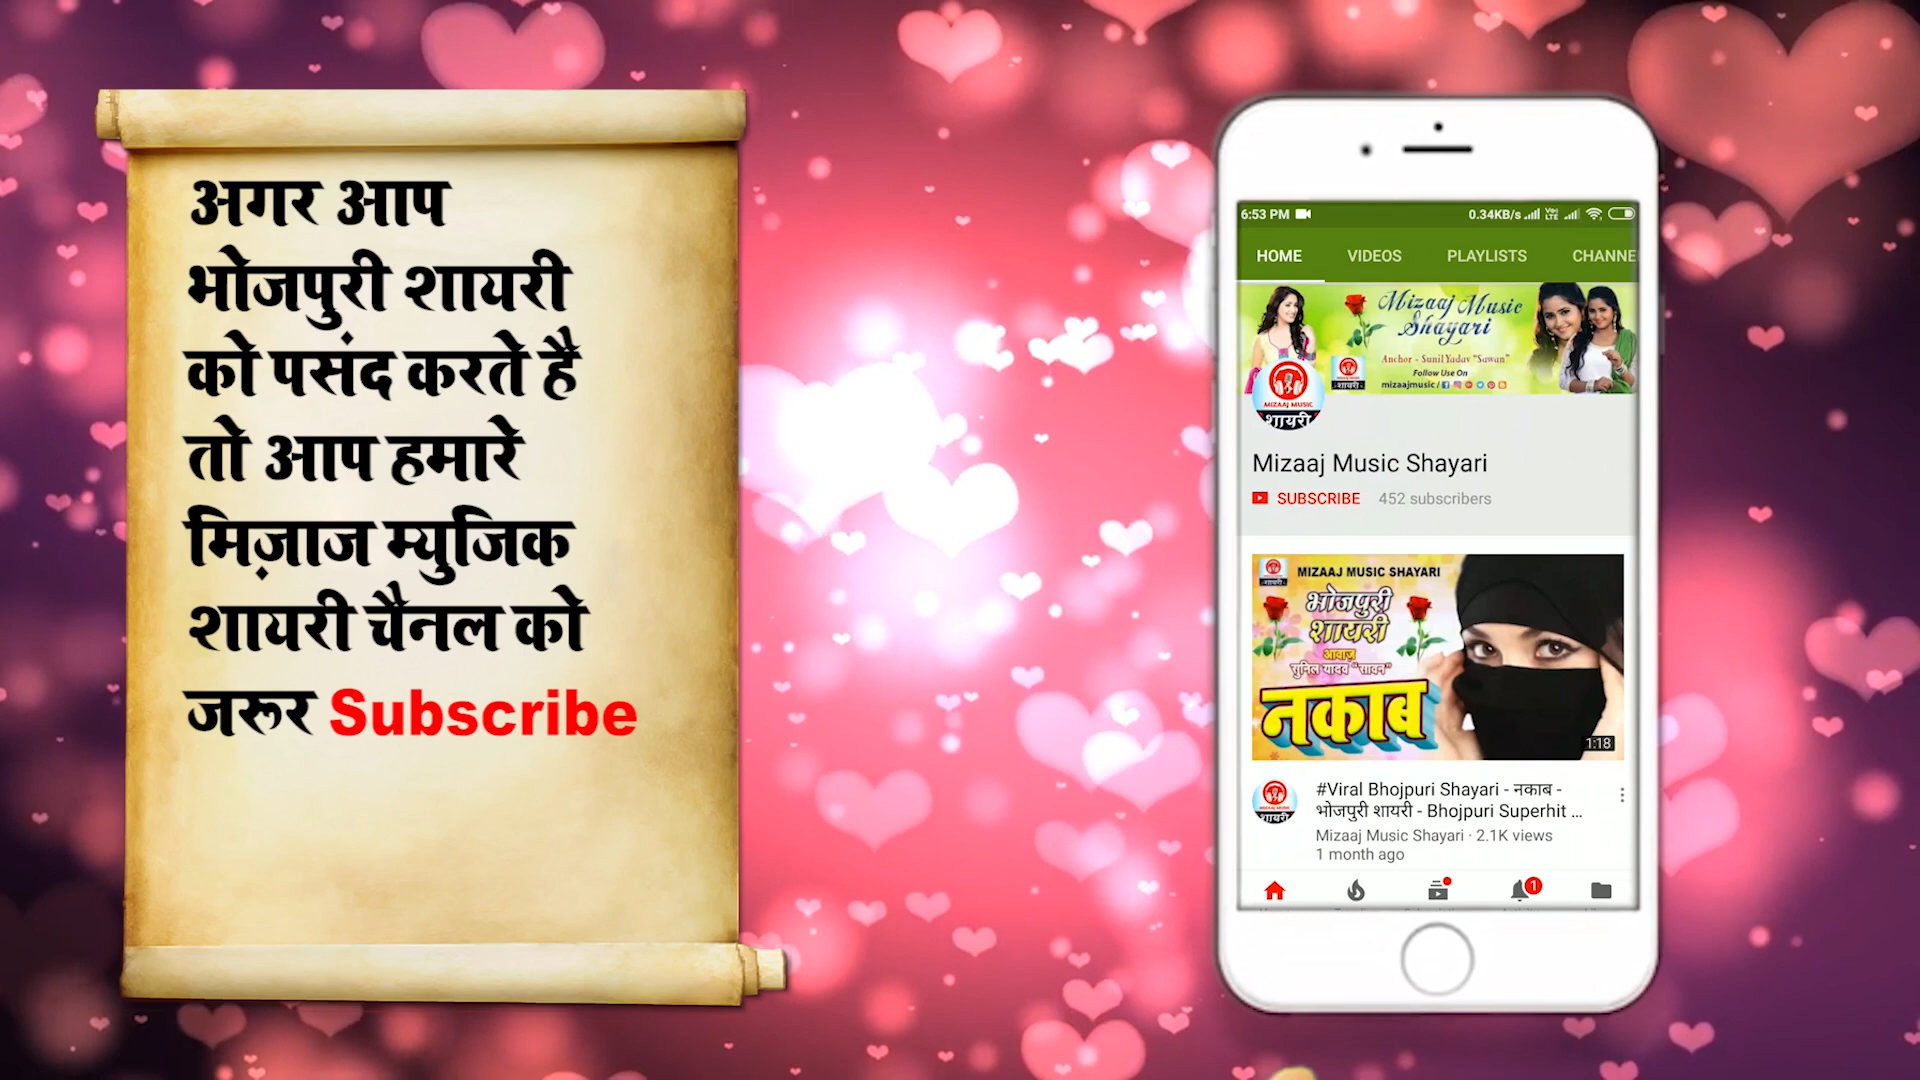 अगर आप
भोजपुरी शायरी
को पसंद करते है
तो आप हमारे
मिज़ाज म्युजिक
शायरी चैनल को
जरूर Subscribe
6:53 PM 0.34KB/s
HOME VIDEOS PLAYLISTS CHANNE
Mizaaj Music
Shayari
Anchor - Sunil Yadav "Sawan"
Follow Use On
mizaajmusic /
MIZAAJ MUSIC
शायरी
Mizaaj Music Shayari
SUBSCRIBE 452 subscribers
MIZAAJ MUSIC SHAYARI
भोजपुरी
शायरी
आवाज़
सुनिल यादव "सावन"
नकाब
1:18
#Viral Bhojpuri Shayari - नकाब -
भोजपुरी शायरी - Bhojpuri Superhit ...
Mizaaj Music Shayari · 2.1K views
1 month ago
1